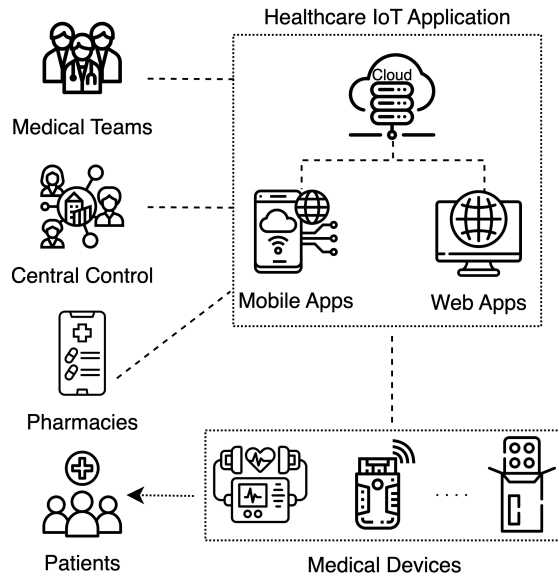 Healthcare IoT Application
Cloud
Medical Teams
Central Control
Mobile Apps
Web Apps
Pharmacies
Patients
Medical Devices